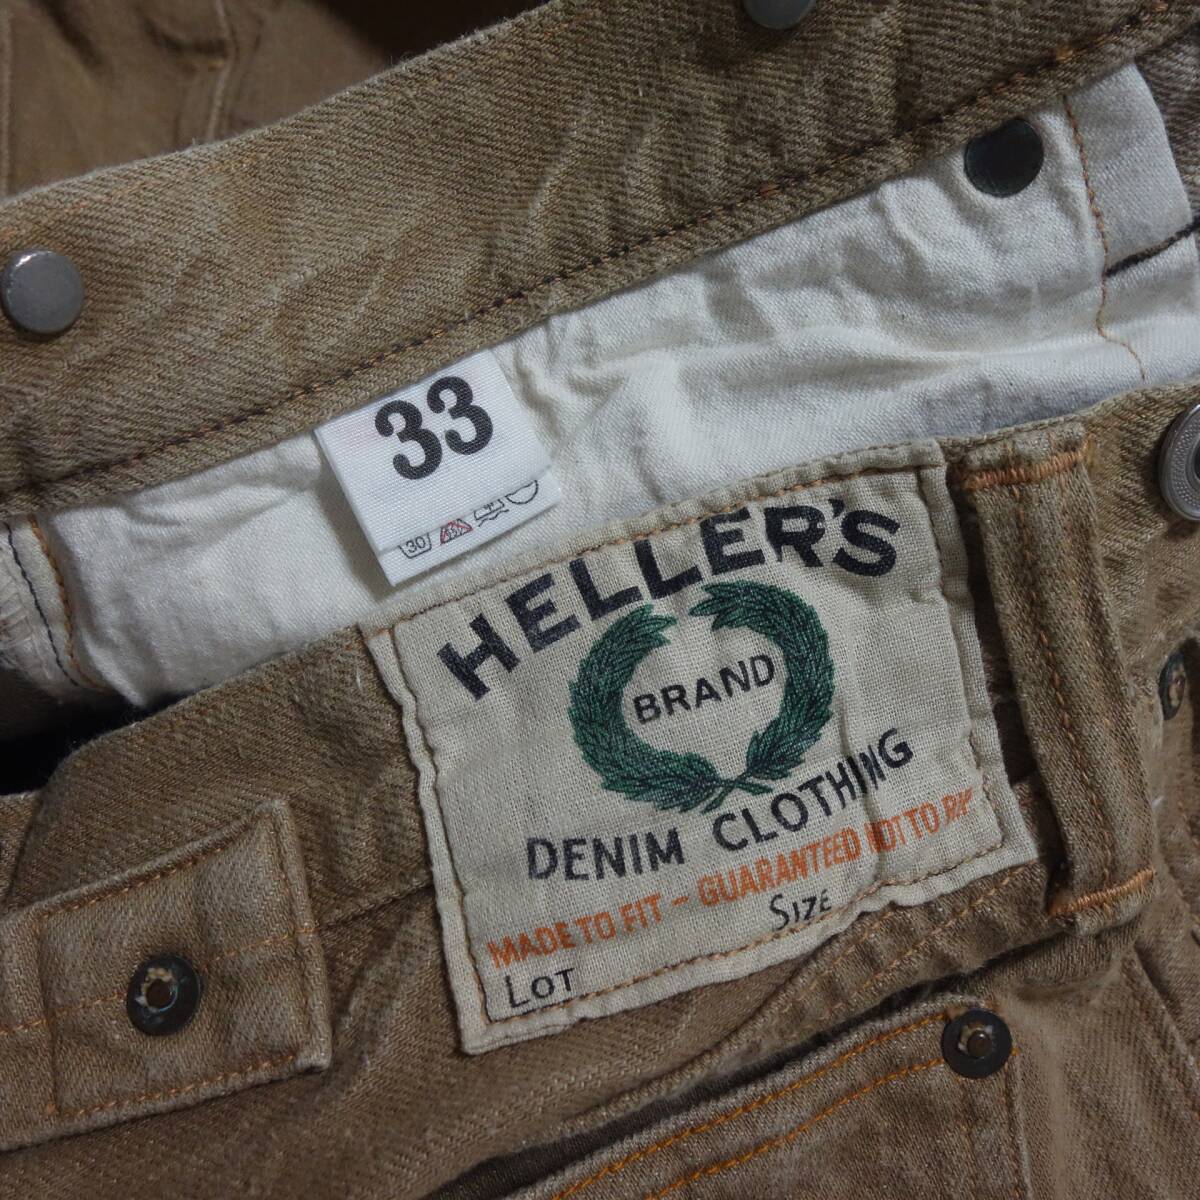 33
30
HELLER'S
BRAND
DENIM CLOTHING
MADE TO FIT - GUARANTEED NOT TO RIP
SIZE
LOT